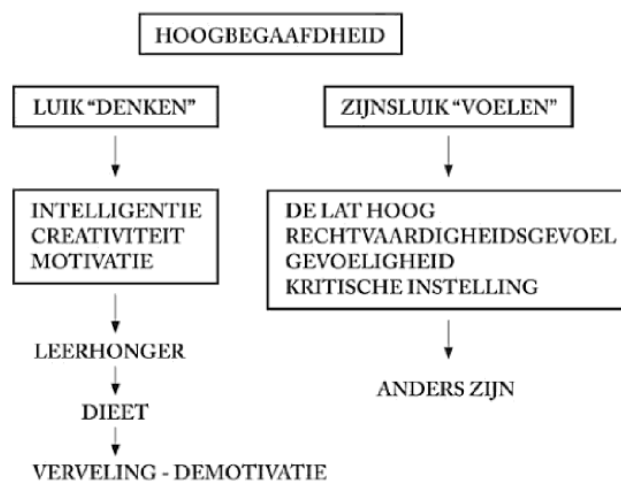 HOOGBEGAAFDHEID
LUIK “DENKEN”
ZIJNSLUIK “VOELEN”
INTELLIGENTIE
CREATIVITEIT
MOTIVATIE
DE LAT HOOG
RECHTVAARDIGHEIDSGEVOEL
GEVOELIGHEID
KRITISCHE INSTELLING
LEERHONGER
ANDERS ZIJN
DIEET
VERVELING - DEMOTIVATIE